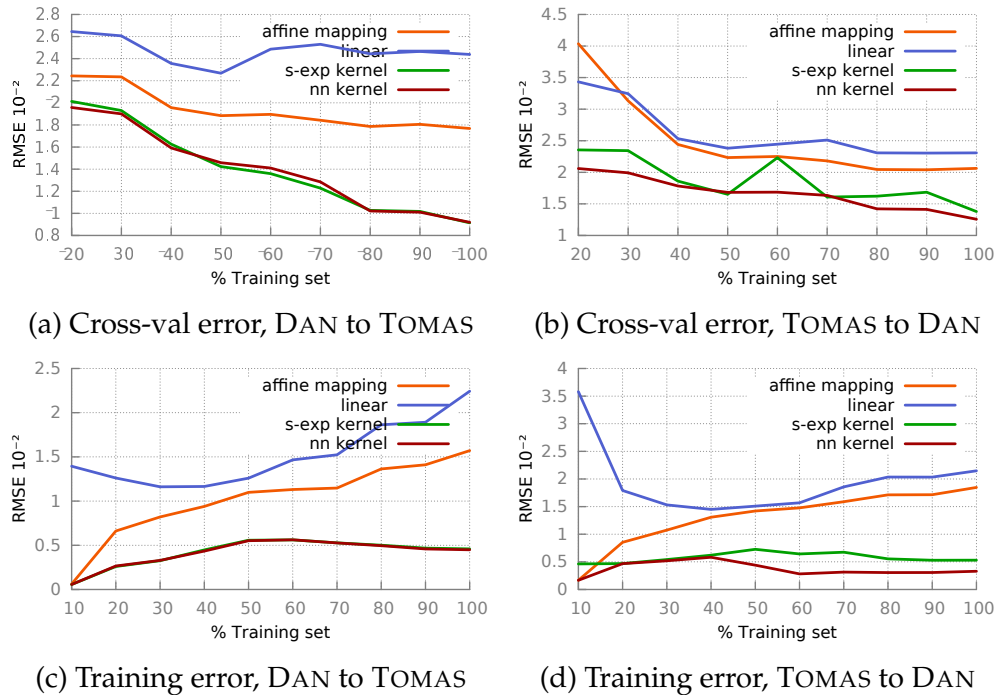 2.8
2.6
2.4
2.2
2
1.8
1.6
1.4
1.2
1
0.8
RMSE 10⁻²
affine mapping
linear
s-exp kernel
nn kernel
20 30 40 50 60 70 80 90 100
% Training set
(a) Cross-val error, DAN to TOMAS
4.5
4
3.5
3
2.5
2
1.5
1
RMSE 10⁻²
affine mapping
linear
s-exp kernel
nn kernel
20 30 40 50 60 70 80 90 100
% Training set
(b) Cross-val error, TOMAS to DAN
2.5
2
1.5
1
0.5
0
RMSE 10⁻²
affine mapping
linear
s-exp kernel
nn kernel
10 20 30 40 50 60 70 80 90 100
% Training set
(c) Training error, DAN to TOMAS
4
3.5
3
2.5
2
1.5
1
0.5
0
RMSE 10⁻²
affine mapping
linear
s-exp kernel
nn kernel
10 20 30 40 50 60 70 80 90 100
% Training set
(d) Training error, TOMAS to DAN